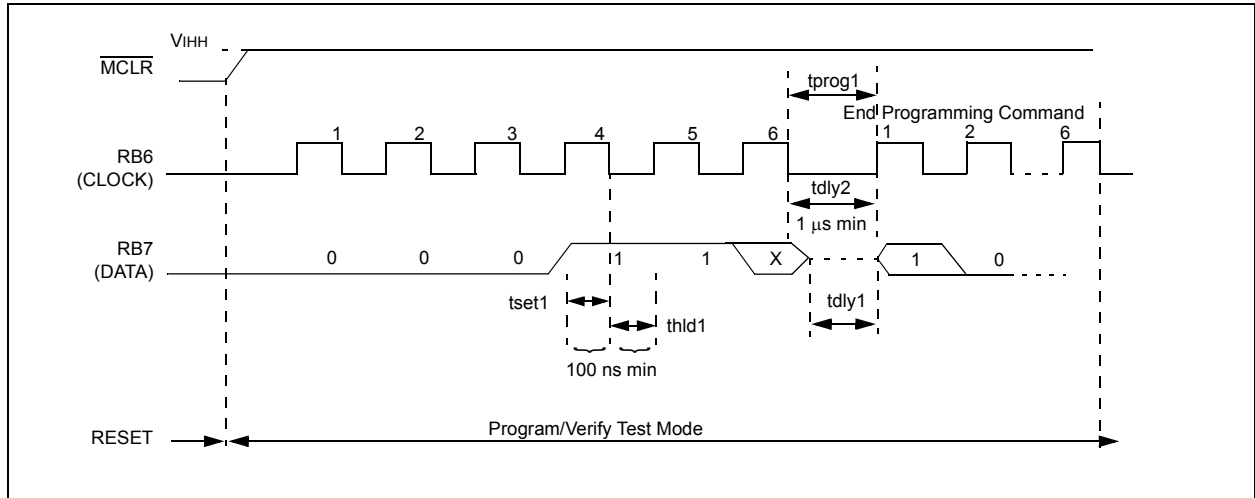 VIHH
MCLR
tprog1
End Programming Command
1 2 3 4 5 6 1 2 6
RB6
(CLOCK)
tdly2
1 µs min
RB7
(DATA)
0 0 0 1 1 X 1 0
tset1
tdly1
thld1
100 ns min
RESET
Program/Verify Test Mode